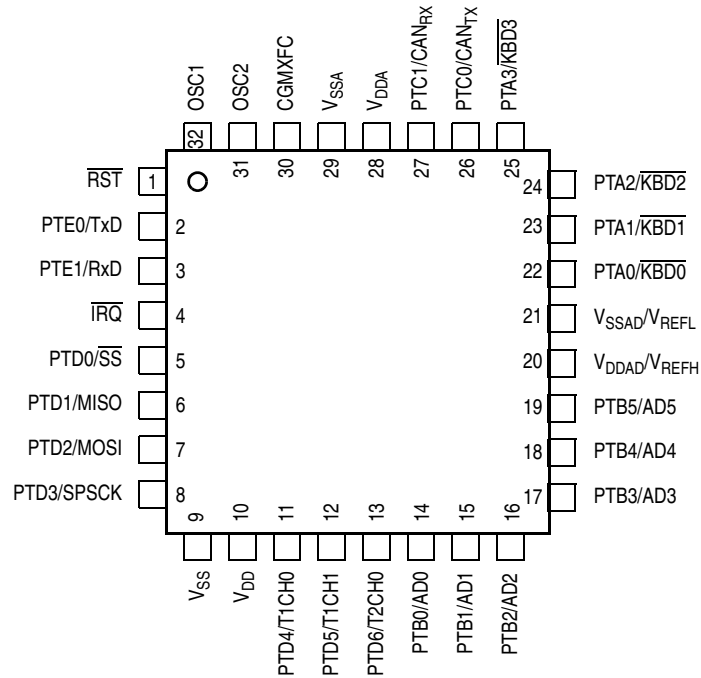 OSC1
OSC2
CGMXFC
VSSA
VDDA
PTC1/CANRX
PTC0/CANTX
PTA3/KBD3
32
31
30
29
28
27
26
25
RST 1
PTE0/TxD 2
PTE1/RxD 3
IRQ 4
PTD0/SS 5
PTD1/MISO 6
PTD2/MOSI 7
PTD3/SPSCK 8
24 PTA2/KBD2
23 PTA1/KBD1
22 PTA0/KBD0
21 VSSAD/VREFL
20 VDDAD/VREFH
19 PTB5/AD5
18 PTB4/AD4
17 PTB3/AD3
9
10
11
12
13
14
15
16
VSS
VDD
PTD4/T1CH0
PTD5/T1CH1
PTD6/T2CH0
PTB0/AD0
PTB1/AD1
PTB2/AD2